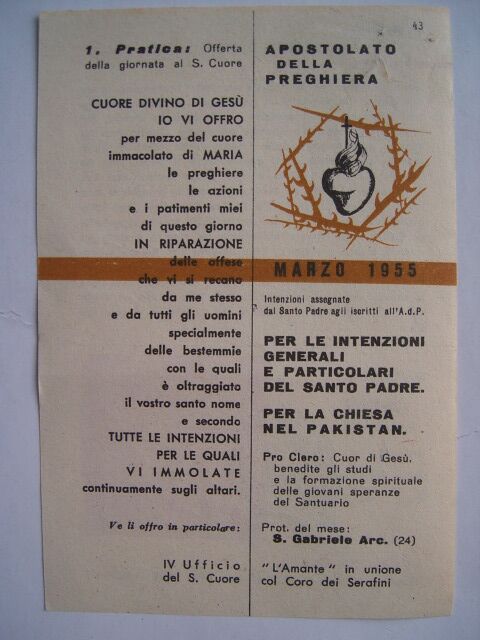 1. Pratica: Offerta
della giornata al S. Cuore
CUORE DIVINO DI GESÙ
IO VI OFFRO
per mezzo del cuore
immacolato di MARIA
le preghiere
le azioni
e i patimenti miei
di questo giorno
IN RIPARAZIONE
delle offese
che vi si recano
da me stesso
e da tutti gli uomini
specialmente
delle bestemmie
con le quali
è oltraggiato
il vostro santo nome
e secondo
TUTTE LE INTENZIONI
PER LE QUALI
VI IMMOLATE
continuamente sugli altari.
Ve li offro in particolare:
IV Ufficio
del S. Cuore
43
APOSTOLATO
DELLA
PREGHIERA
MARZO 1955
Intenzioni assegnate
dal Santo Padre agli iscritti all'A.d.P.
PER LE INTENZIONI
GENERALI
E PARTICOLARI
DEL SANTO PADRE.
PER LA CHIESA
NEL PAKISTAN.
Pro Clero: Cuor di Gesù,
benedite gli studi
e la formazione spirituale
delle giovani speranze
del Santuario
Prot. del mese:
S. Gabriele Arc. (24)
"L'Amante" in unione
col Coro dei Serafini